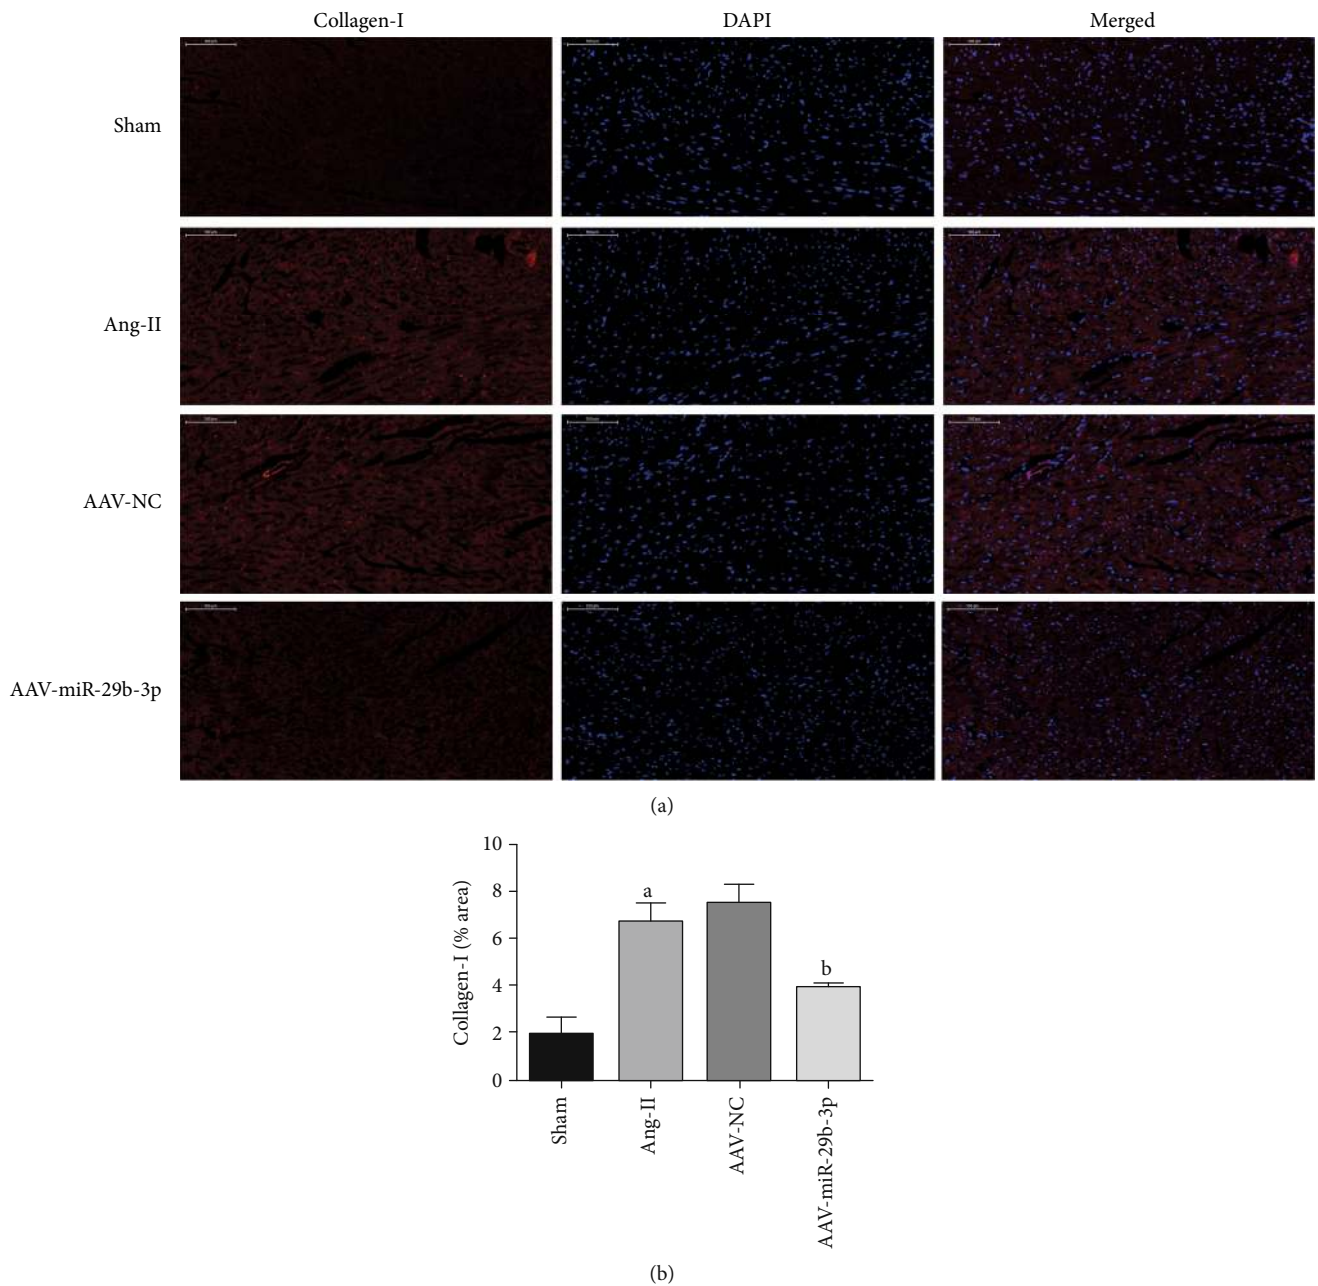 Collagen-I DAPI Merged
Sham
Ang-II
AAV-NC
AAV-miR-29b-3p
(a)
Collagen-I (% area)
10
8
6
4
2
0
a
b
Sham
Ang-II
AAV-NC
AAV-miR-29b-3p
(b)